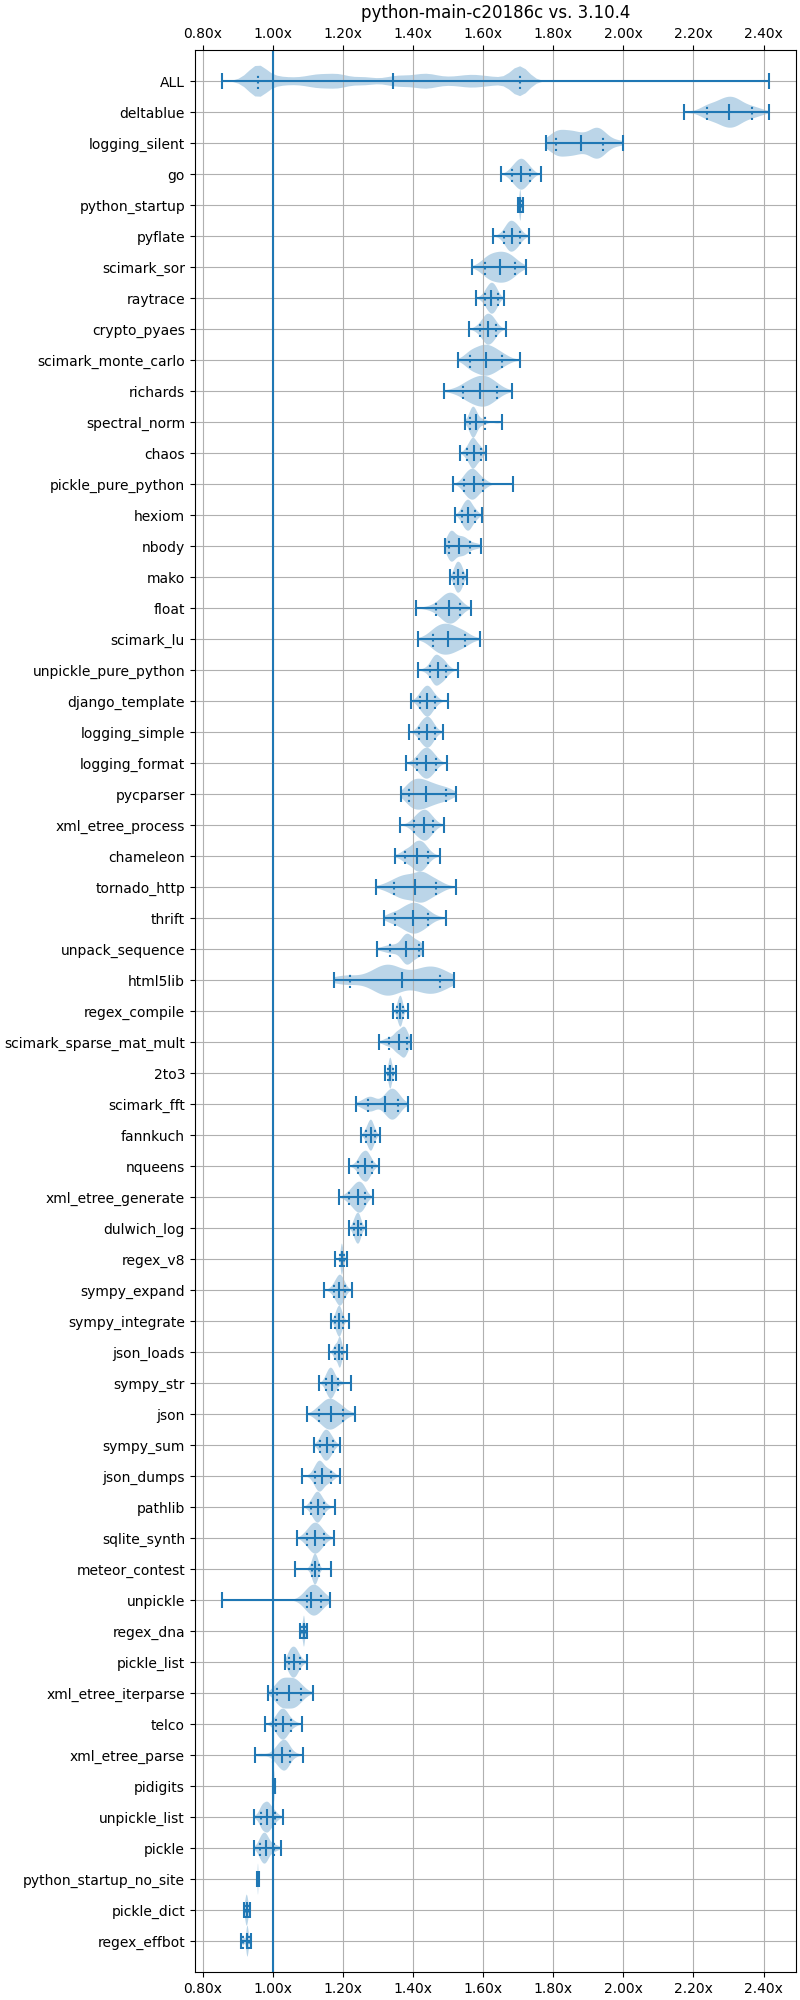 python-main-c20186c vs. 3.10.4
0.80x 1.00x 1.20x 1.40x 1.60x 1.80x 2.00x 2.20x 2.40x
ALL
deltablue
logging_silent
go
python_startup
pyflate
scimark_sor
raytrace
crypto_pyaes
scimark_monte_carlo
richards
spectral_norm
chaos
pickle_pure_python
hexiom
nbody
mako
float
scimark_lu
unpickle_pure_python
django_template
logging_simple
logging_format
pycparser
xml_etree_process
chameleon
tornado_http
thrift
unpack_sequence
html5lib
regex_compile
scimark_sparse_mat_mult
2to3
scimark_fft
fannkuch
nqueens
xml_etree_generate
dulwich_log
regex_v8
sympy_expand
sympy_integrate
json_loads
sympy_str
json
sympy_sum
json_dumps
pathlib
sqlite_synth
meteor_contest
unpickle
regex_dna
pickle_list
xml_etree_iterparse
telco
xml_etree_parse
pidigits
unpickle_list
pickle
python_startup_no_site
pickle_dict
regex_effbot
0.80x 1.00x 1.20x 1.40x 1.60x 1.80x 2.00x 2.20x 2.40x